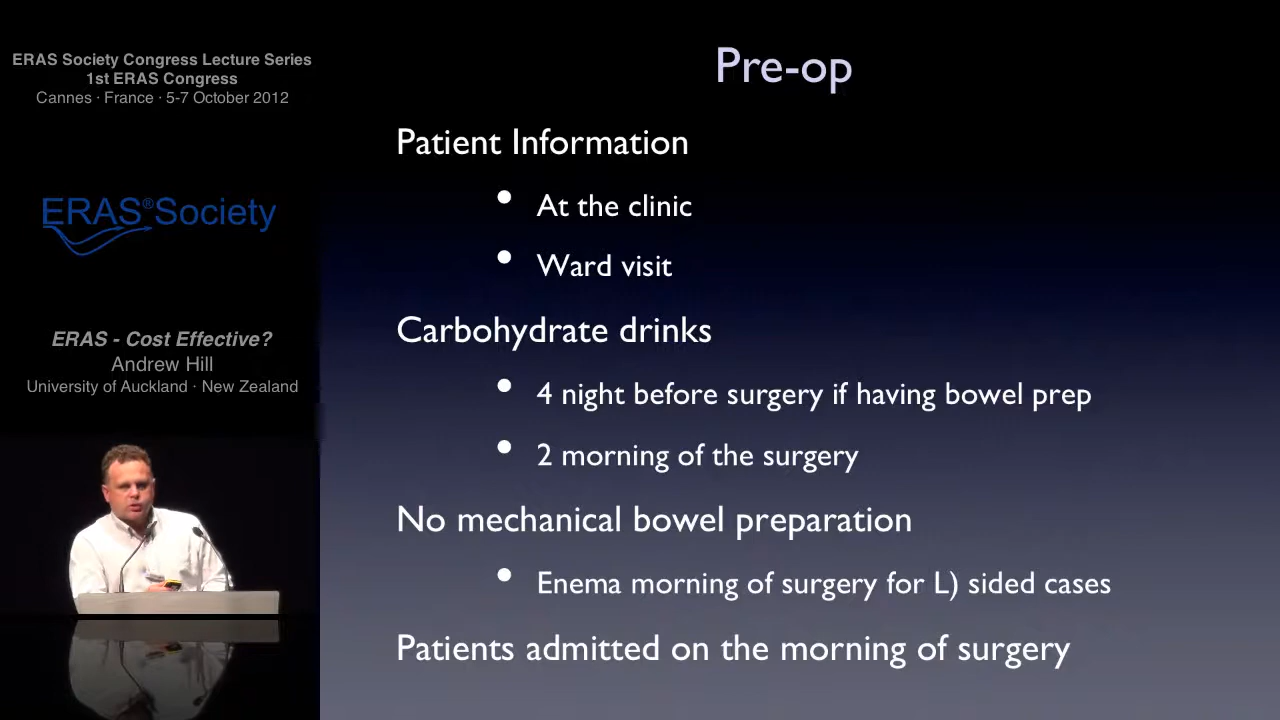 ERAS Society Congress Lecture Series
1st ERAS Congress
Cannes · France · 5-7 October 2012
ERAS®Society
ERAS - Cost Effective?
Andrew Hill
University of Auckland · New Zealand
Pre-op
Patient Information
• At the clinic
• Ward visit
Carbohydrate drinks
• 4 night before surgery if having bowel prep
• 2 morning of the surgery
No mechanical bowel preparation
• Enema morning of surgery for L) sided cases
Patients admitted on the morning of surgery